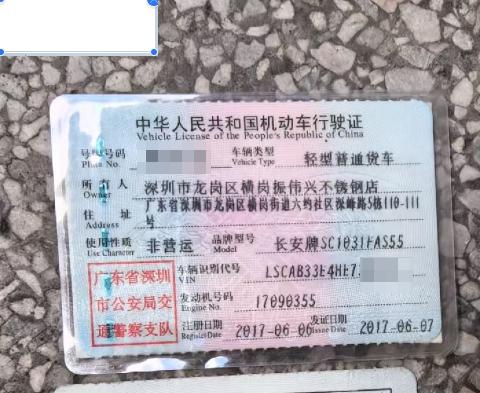 中华人民共和国机动车行驶证
Vehicle License of the People's Republic of China
号牌号码
Plate No.
车辆类型
Vehicle Type
轻型普通货车
所有人
Owner
深圳市龙岗区横岗振伟兴不锈钢店
住址
Address
广东省深圳市龙岗区横岗街道六约社区深峰路5栋110-111
号
使用性质
Use Character
非营运
品牌型号
Model
长安牌SC1031FAS55
广东省深圳
市公安局交
通警察支队
车辆识别代号
VIN
LSCAB33E4HE7
发动机号码
Engine No.
17090355
注册日期
Register Date
2017-06-06
发证日期
Issue Date
2017-06-07